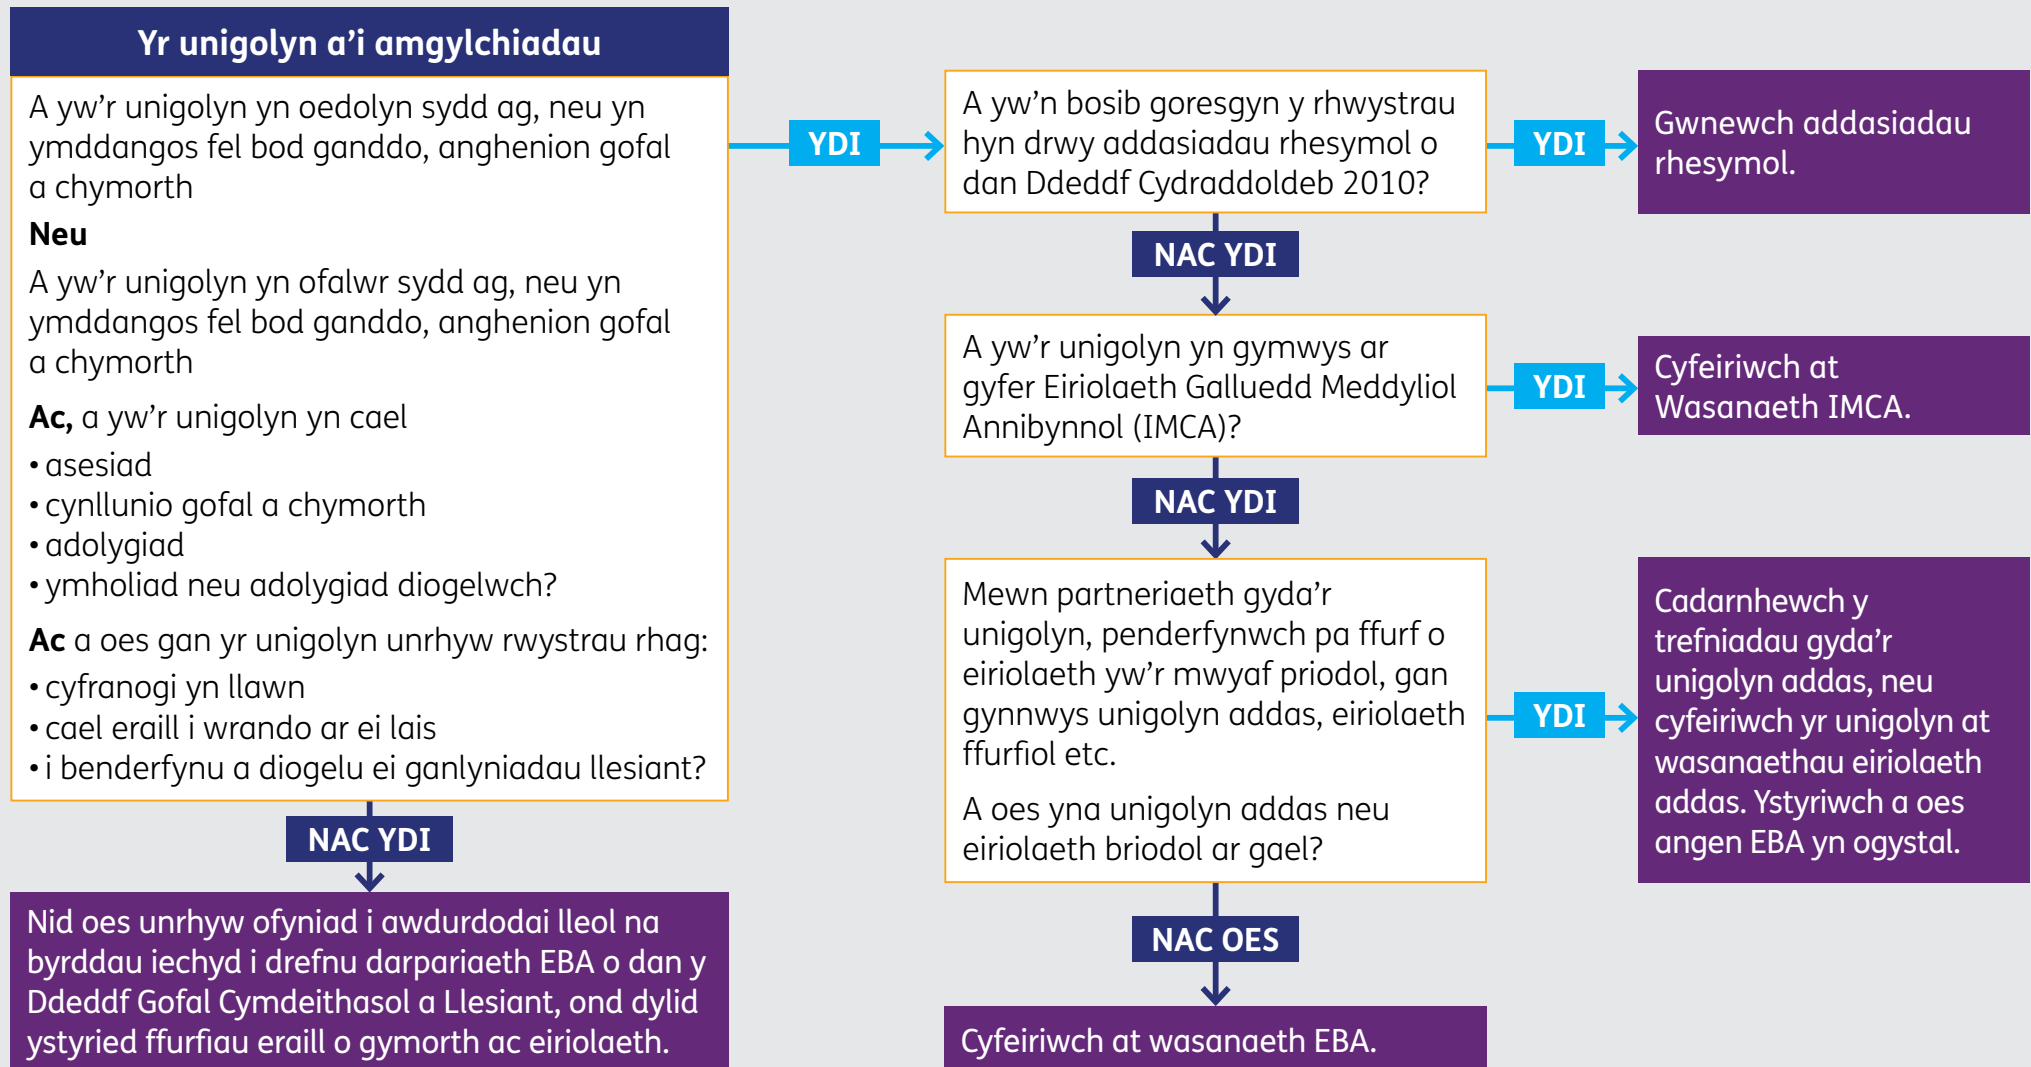 Yr unigolyn a’i amgylchiadau
A yw’r unigolyn yn oedolyn sydd ag, neu yn
ymddangos fel bod ganddo, anghenion gofal
a chymorth
Neu
A yw’r unigolyn yn ofalwr sydd ag, neu yn
ymddangos fel bod ganddo, anghenion gofal
a chymorth
Ac, a yw’r unigolyn yn cael
• asesiad
• cynllunio gofal a chymorth
• adolygiad
• ymholiad neu adolygiad diogelwch?
Ac a oes gan yr unigolyn unrhyw rwystrau rhag:
• cyfranogi yn llawn
• cael eraill i wrando ar ei lais
• i benderfynu a diogelu ei ganlyniadau llesiant?
NAC YDI
Nid oes unrhyw ofyniad i awdurdodai lleol na
byrddau iechyd i drefnu darpariaeth EBA o dan y
Ddeddf Gofal Cymdeithasol a Llesiant, ond dylid
ystyried ffurfiau eraill o gymorth ac eiriolaeth.
YDI
A yw’n bosib goresgyn y rhwystrau
hyn drwy addasiadau rhesymol o
dan Ddeddf Cydraddoldeb 2010?
YDI
Gwnewch addasiadau
rhesymol.
NAC YDI
A yw’r unigolyn yn gymwys ar
gyfer Eiriolaeth Galluedd Meddyliol
Annibynnol (IMCA)?
YDI
Cyfeiriwch at
Wasanaeth IMCA.
NAC YDI
Mewn partneriaeth gyda’r
unigolyn, penderfynwch pa ffurf o
eiriolaeth yw’r mwyaf priodol, gan
gynnwys unigolyn addas, eiriolaeth
ffurfiol etc.
A oes yna unigolyn addas neu
eiriolaeth briodol ar gael?
YDI
Cadarnhewch y
trefniadau gyda’r
unigolyn addas, neu
cyfeiriwch yr unigolyn at
wasanaethau eiriolaeth
addas. Ystyriwch a oes
angen EBA yn ogystal.
NAC OES
Cyfeiriwch at wasanaeth EBA.